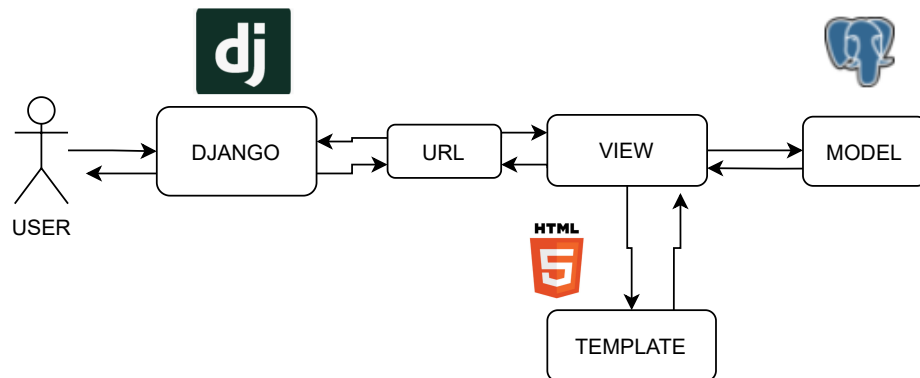 dj
DJANGO
URL
VIEW
MODEL
USER
HTML
5
TEMPLATE